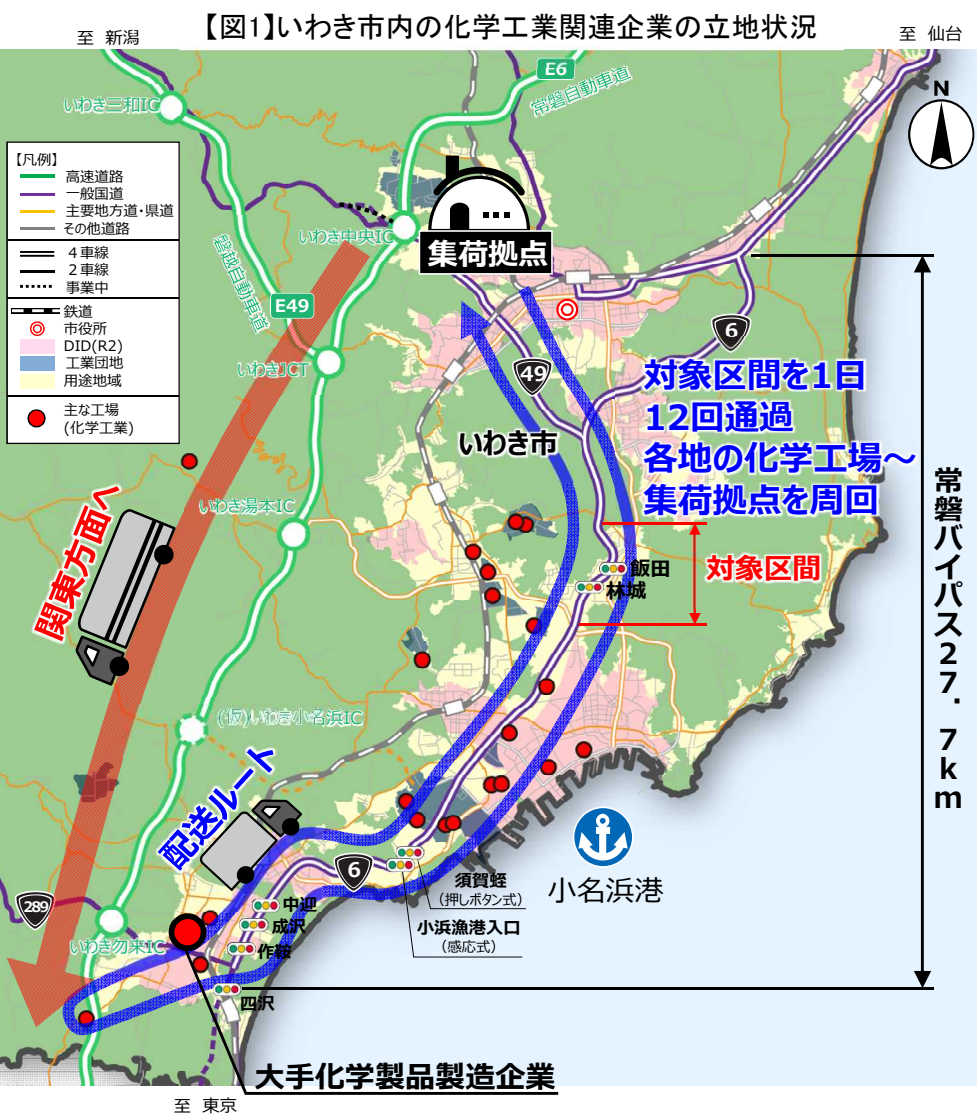 【図1】いわき市内の化学工業関連企業の立地状況
至 新潟
至 仙台
E6
常磐自動車道
いわき三和IC
N
【凡例】
高速道路
一般国道
主要地方道・県道
その他道路
4車線
2車線
事業中
鉄道
市役所
DID(R2)
工業団地
用途地域
主な工場
(化学工業)
いわき中央IC
集荷拠点
磐越自動車道
E49
6
いわきJCT
49
対象区間を1日
12回通過
各地の化学工場～
集荷拠点を周回
いわき市
常磐バイパス27.7km
いわき湯本IC
関東方面へ
飯田
林城
対象区間
(仮)いわき小名浜IC
配送ルート
6
小名浜港
須賀蛭
(押しボタン式)
小浜漁港入口
(感応式)
289
中迎
成沢
作鞍
いわき勿来IC
四沢
大手化学製品製造企業
至 東京